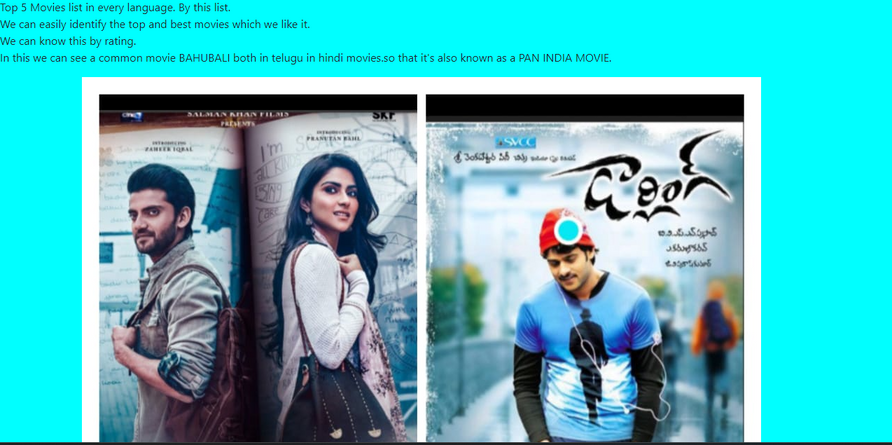 Top 5 Movies list in every language. By this list.
We can easily identify the top and best movies which we like it.
We can know this by rating.
In this we can see a common movie BAHUBALI both in telugu in hindi movies.so that it's also known as a PAN INDIA MOVIE.
SALMAN KHAN FILMS
PRESENTS
SKF
INTRODUCING
ZAHEER IQBAL
INTRODUCING
PRANUTAN BAHL
I'm
SVCC
శ్రీ వెంకటేశ్వర సినీ చిత్ర
డార్లింగ్